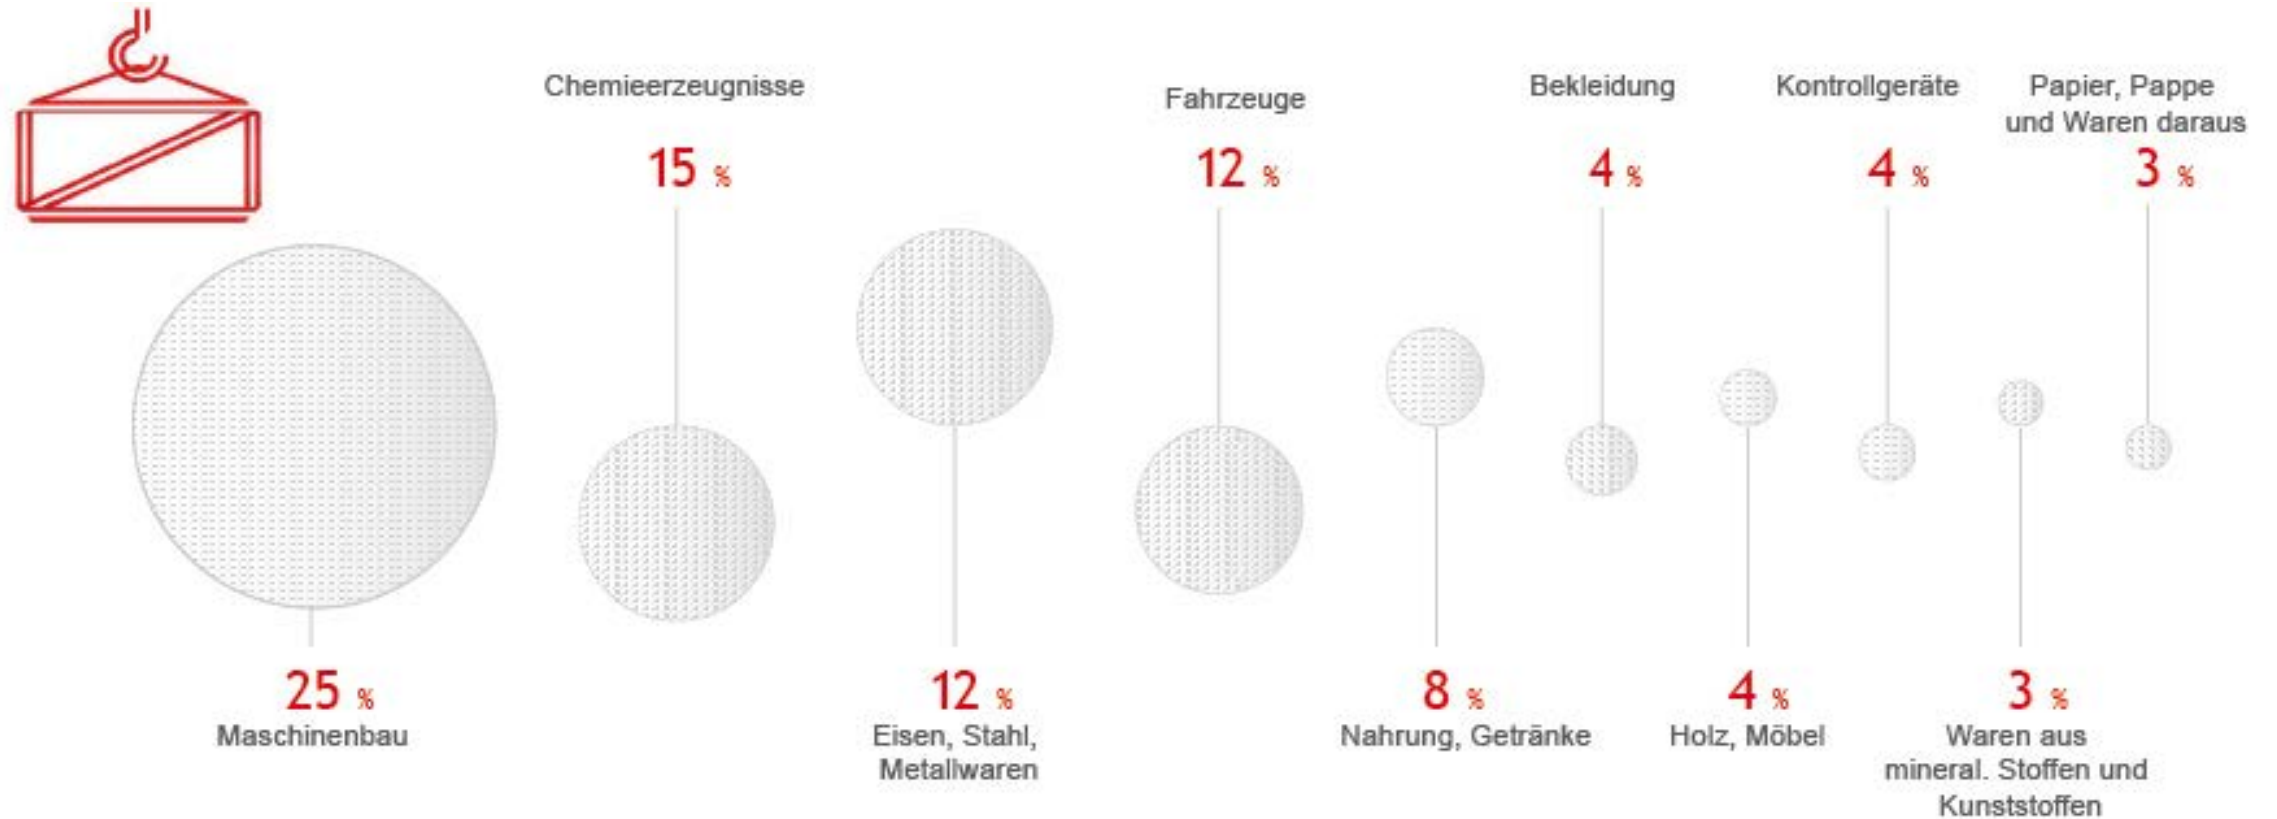 Chemieerzeugnisse
15 %
Fahrzeuge
12 %
Bekleidung
4 %
Kontrollgeräte
4 %
Papier, Pappe
und Waren daraus
3 %
25 %
Maschinenbau
12 %
Eisen, Stahl,
Metallwaren
8 %
Nahrung, Getränke
4 %
Holz, Möbel
3 %
Waren aus
mineral. Stoffen und
Kunststoffen